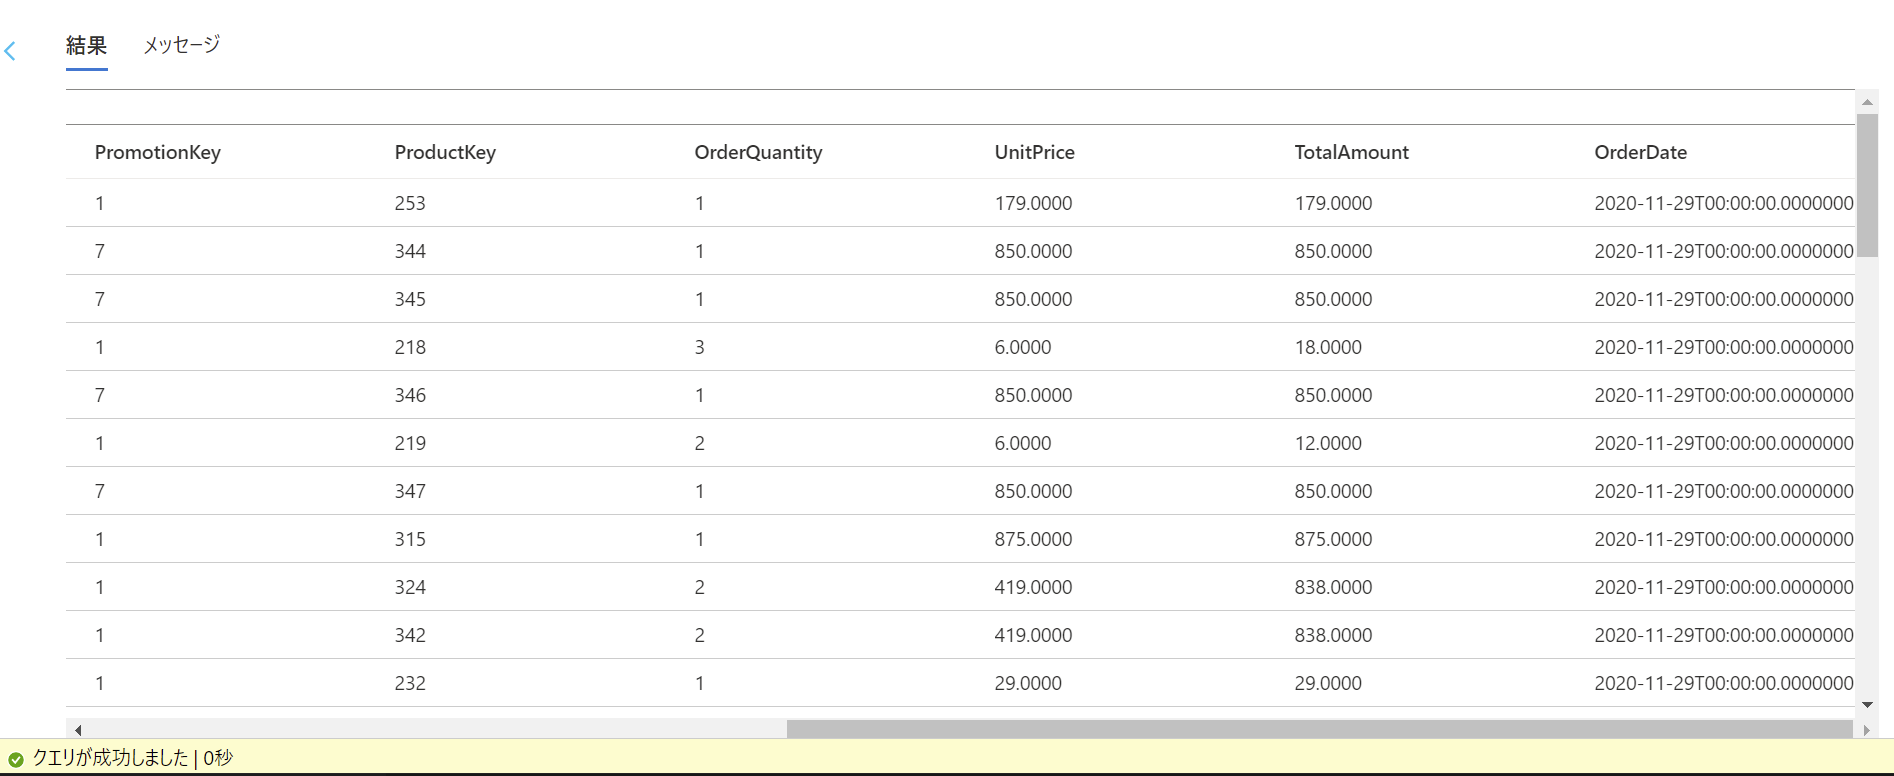 結果 メッセージ
PromotionKey ProductKey OrderQuantity UnitPrice TotalAmount OrderDate
1 253 1 179.0000 179.0000 2020-11-29T00:00:00.0000000
7 344 1 850.0000 850.0000 2020-11-29T00:00:00.0000000
7 345 1 850.0000 850.0000 2020-11-29T00:00:00.0000000
1 218 3 6.0000 18.0000 2020-11-29T00:00:00.0000000
7 346 1 850.0000 850.0000 2020-11-29T00:00:00.0000000
1 219 2 6.0000 12.0000 2020-11-29T00:00:00.0000000
7 347 1 850.0000 850.0000 2020-11-29T00:00:00.0000000
1 315 1 875.0000 875.0000 2020-11-29T00:00:00.0000000
1 324 2 419.0000 838.0000 2020-11-29T00:00:00.0000000
1 342 2 419.0000 838.0000 2020-11-29T00:00:00.0000000
1 232 1 29.0000 29.0000 2020-11-29T00:00:00.0000000
クエリが成功しました | 0秒